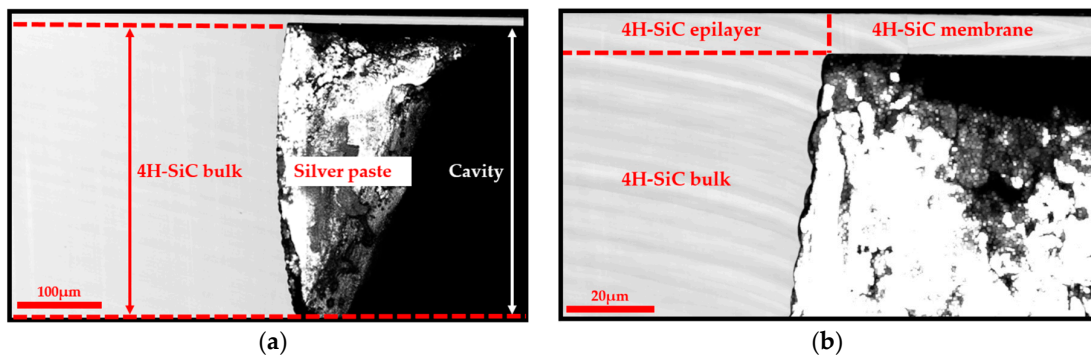 4H-SiC bulk
Silver paste
Cavity
100μm
(a)
4H-SiC epilayer
4H-SiC membrane
4H-SiC bulk
20μm
(b)